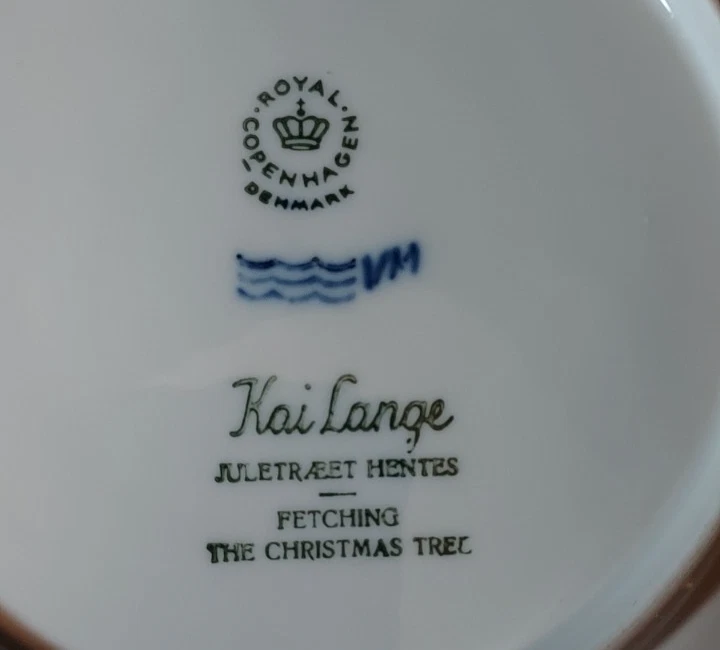 ROYAL
COPENHAGEN
DENMARK
VM
Kai Lange
JULETRÆET HENTES
FETCHING
THE CHRISTMAS TREE